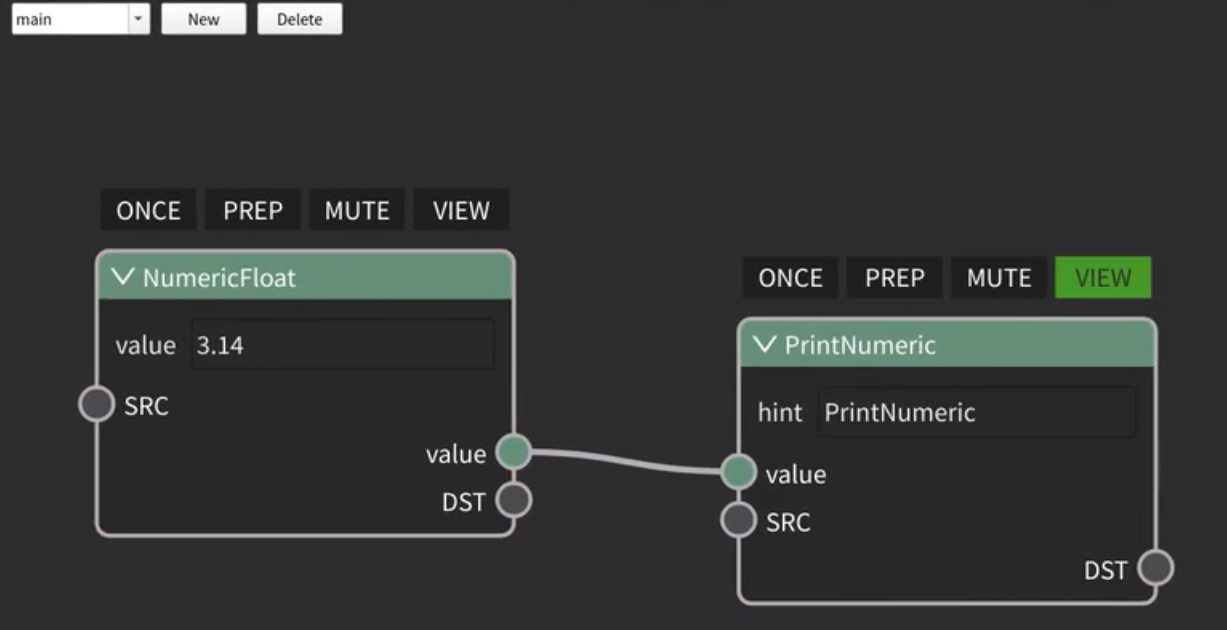 main New Delete
ONCE PREP MUTE VIEW
NumericFloat
value 3.14
SRC
value
DST
ONCE PREP MUTE VIEW
PrintNumeric
hint PrintNumeric
value
SRC
DST